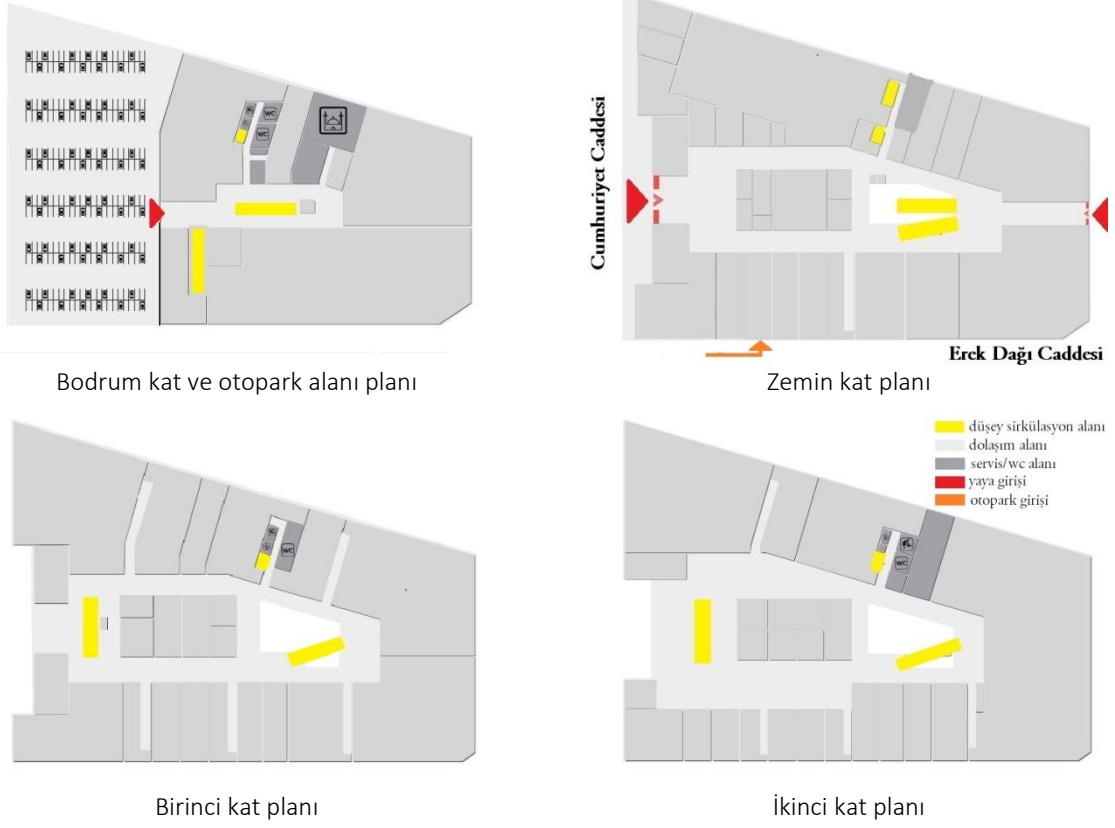 WC
WC
Bodrum kat ve otopark alanı planı
Cumhuriyet Caddesi
Erek Dağı Caddesi
Zemin kat planı
WC
Birinci kat planı
düşey sirkülasyon alanı
dolaşım alanı
servis/wc alanı
yaya girişi
otopark girişi
WC
İkinci kat planı